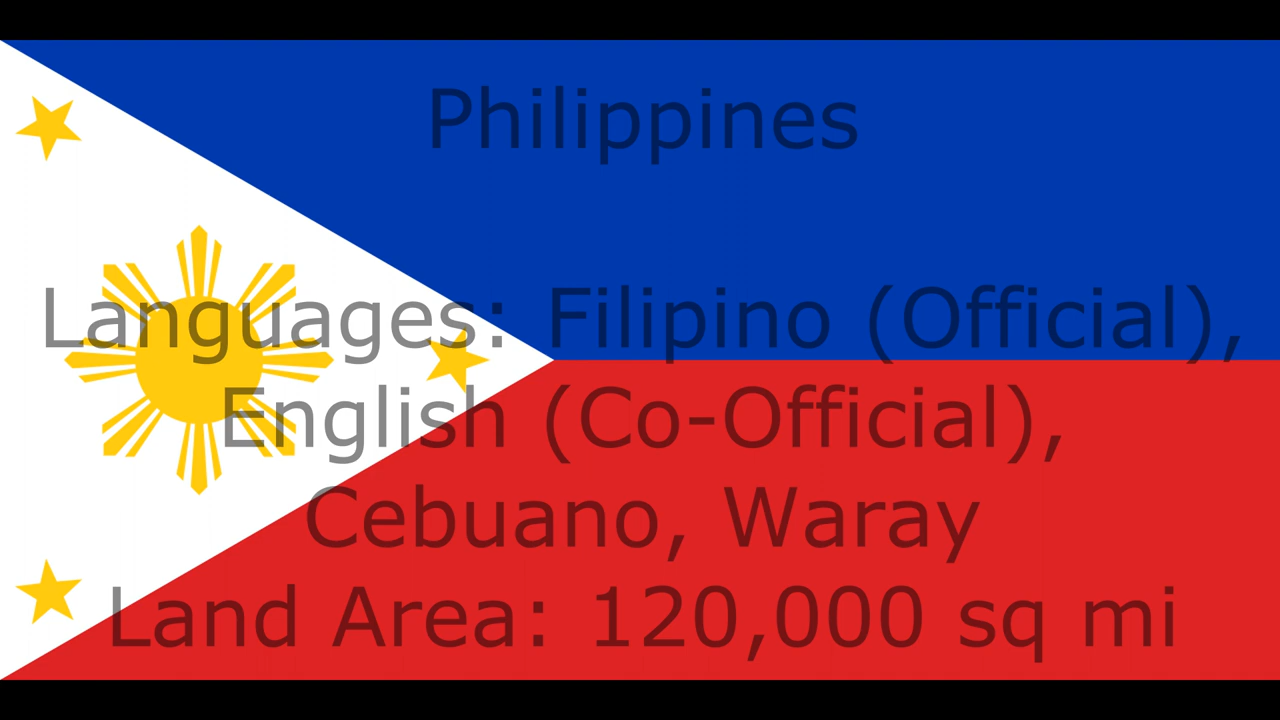 Philippines
Languages: Filipino (Official),
English (Co-Official),
Cebuano, Waray
Land Area: 120,000 sq mi